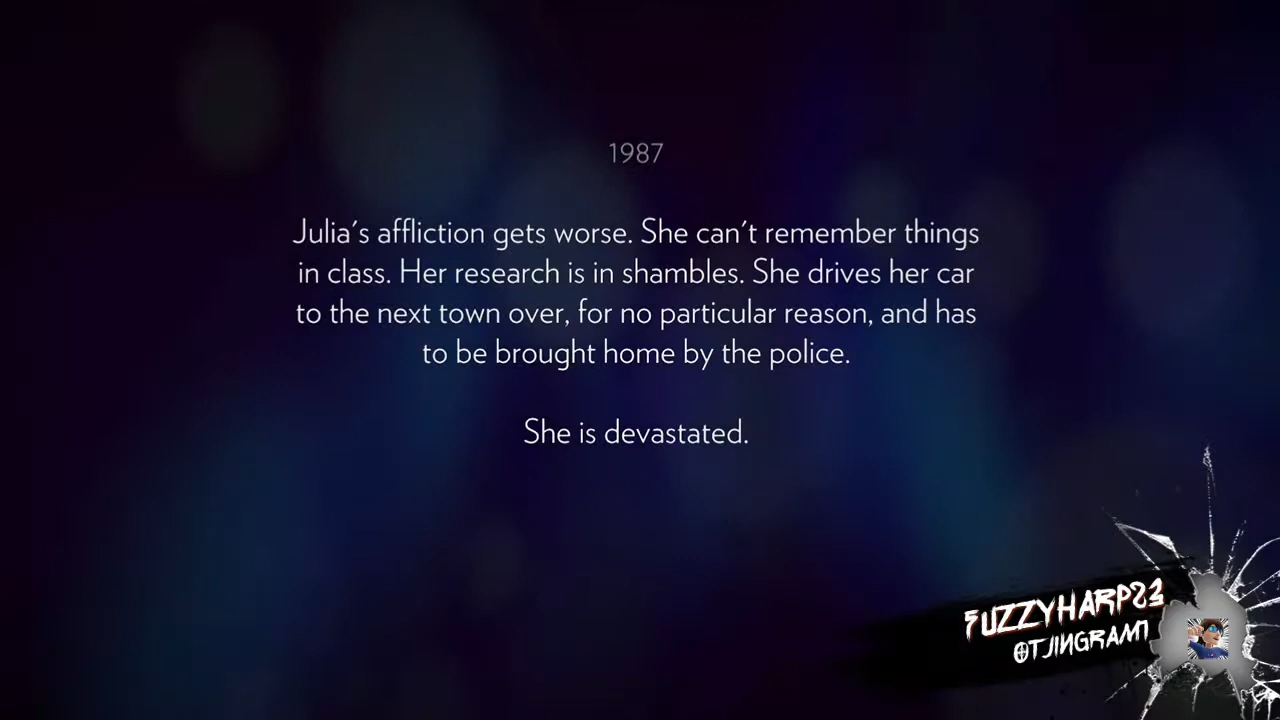 1987
Julia's affliction gets worse. She can't remember things
in class. Her research is in shambles. She drives her car
to the next town over, for no particular reason, and has
to be brought home by the police.
She is devastated.
FUZZYHARP23
@TJINGRAM1